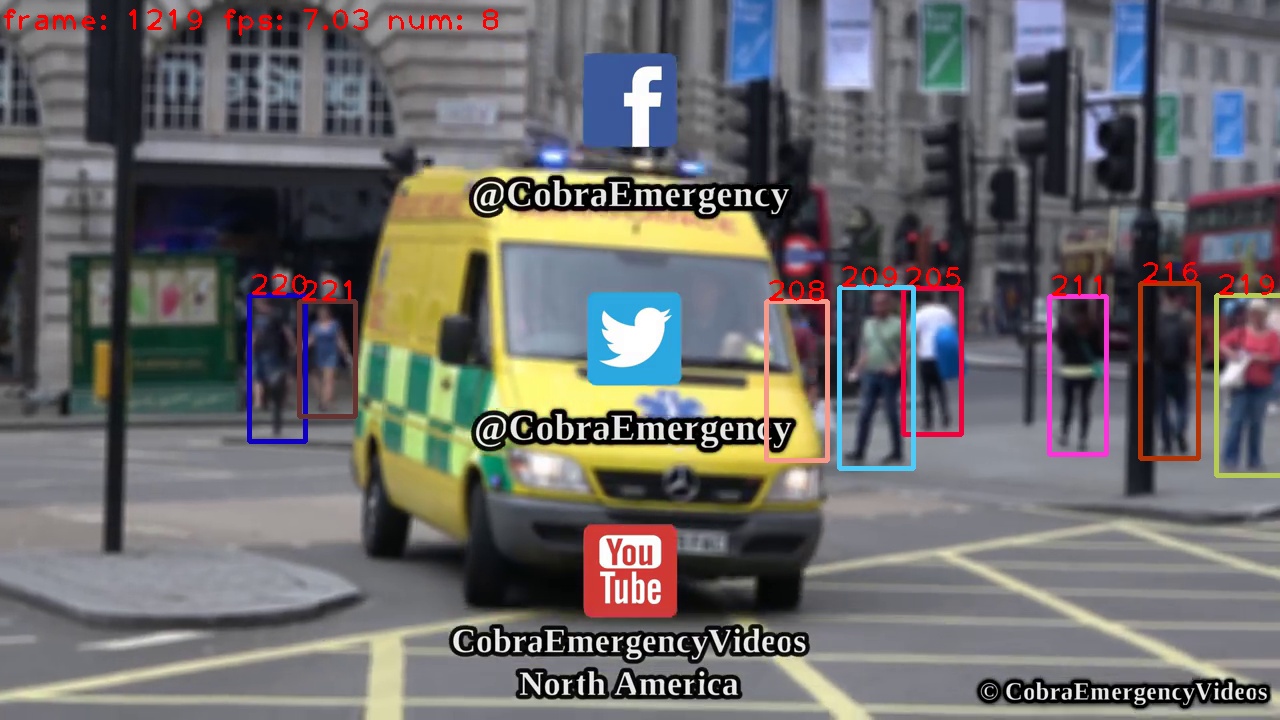 frame: 1219 fps: 7.03 num: 8
f
@CobraEmergency
220
221
208
209
205
211
216
219
@CobraEmergency
You
Tube
CobraEmergencyVideos
North America
© CobraEmergencyVideos